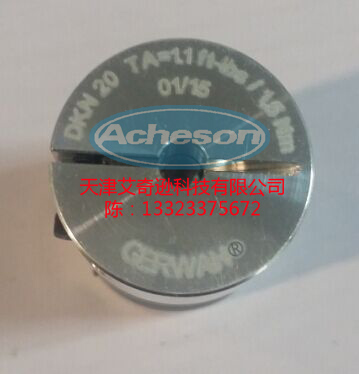 DKN 20 TA=1.1 ft-lbs / 1,5 Nm
01/15
Acheson
天津艾奇逊科技有限公司
陈：13323375672
GERWAH®